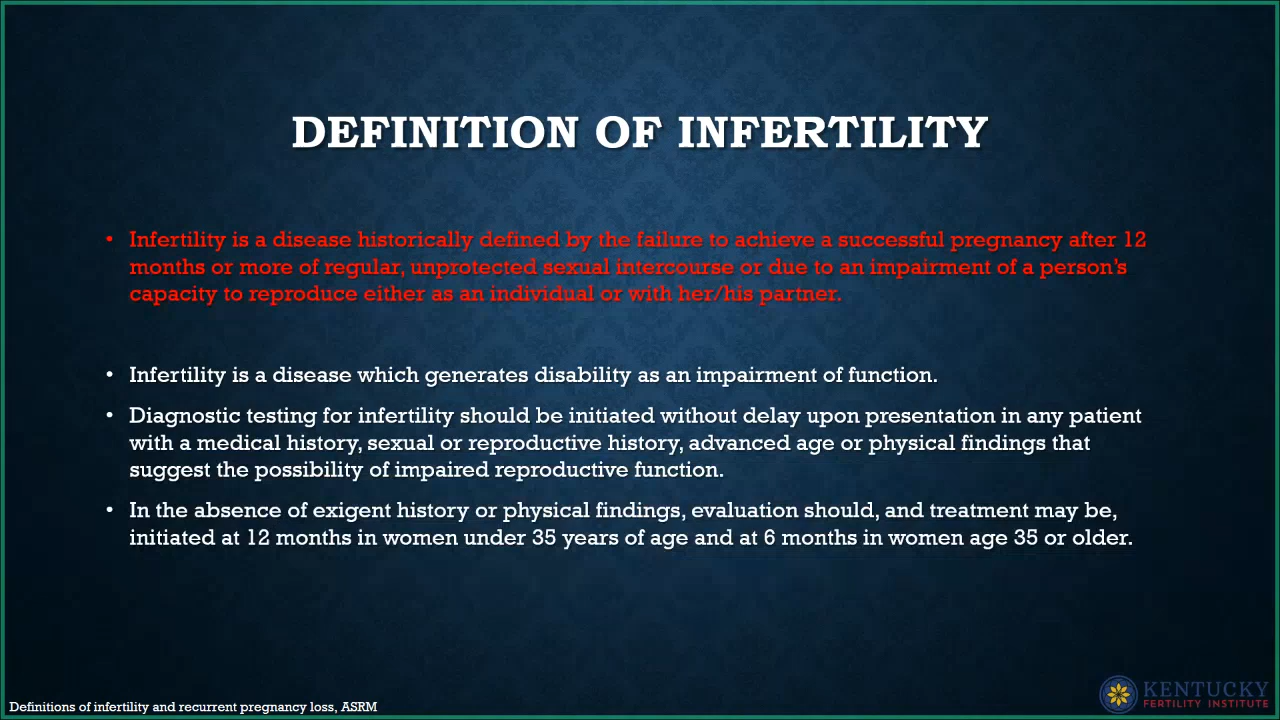 DEFINITION OF INFERTILITY
• Infertility is a disease historically defined by the failure to achieve a successful pregnancy after 12
months or more of regular, unprotected sexual intercourse or due to an impairment of a person’s
capacity to reproduce either as an individual or with her/his partner.
• Infertility is a disease which generates disability as an impairment of function.
• Diagnostic testing for infertility should be initiated without delay upon presentation in any patient
with a medical history, sexual or reproductive history, advanced age or physical findings that
suggest the possibility of impaired reproductive function.
• In the absence of exigent history or physical findings, evaluation should, and treatment may be,
initiated at 12 months in women under 35 years of age and at 6 months in women age 35 or older.
Definitions of infertility and recurrent pregnancy loss, ASRM
KENTUCKY
FERTILITY INSTITUTE